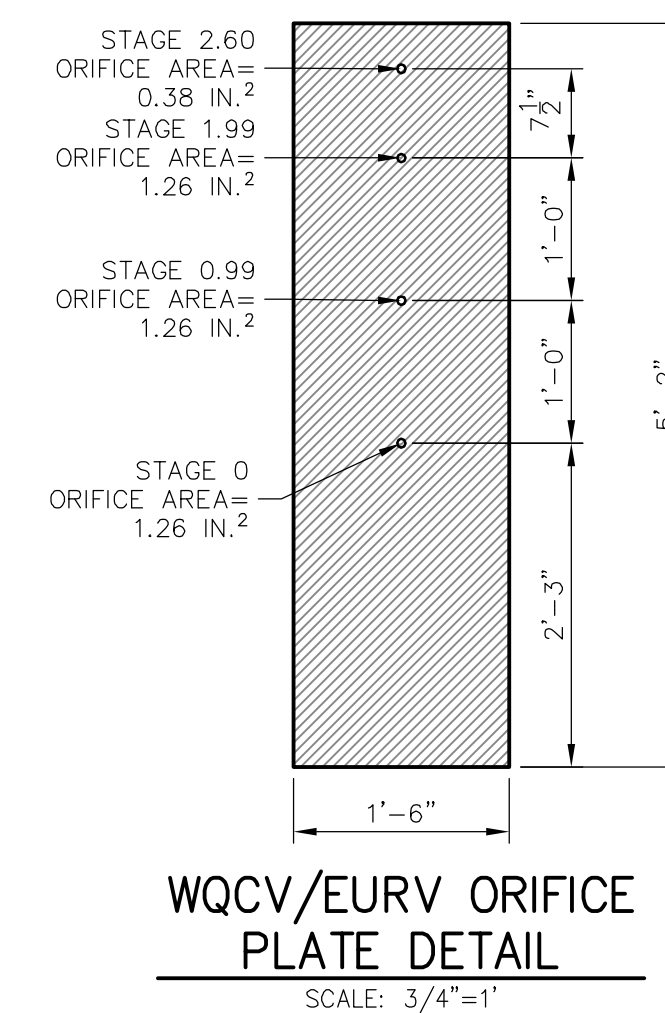 STAGE 2.60
ORIFICE AREA=
0.38 IN.²
STAGE 1.99
ORIFICE AREA=
1.26 IN.²
STAGE 0.99
ORIFICE AREA=
1.26 IN.²
STAGE 0
ORIFICE AREA=
1.26 IN.²
7 1/2"
1'-0"
1'-0"
2'-3"
1'-6"
WQCV/EURV ORIFICE
PLATE DETAIL
SCALE: 3/4"=1'